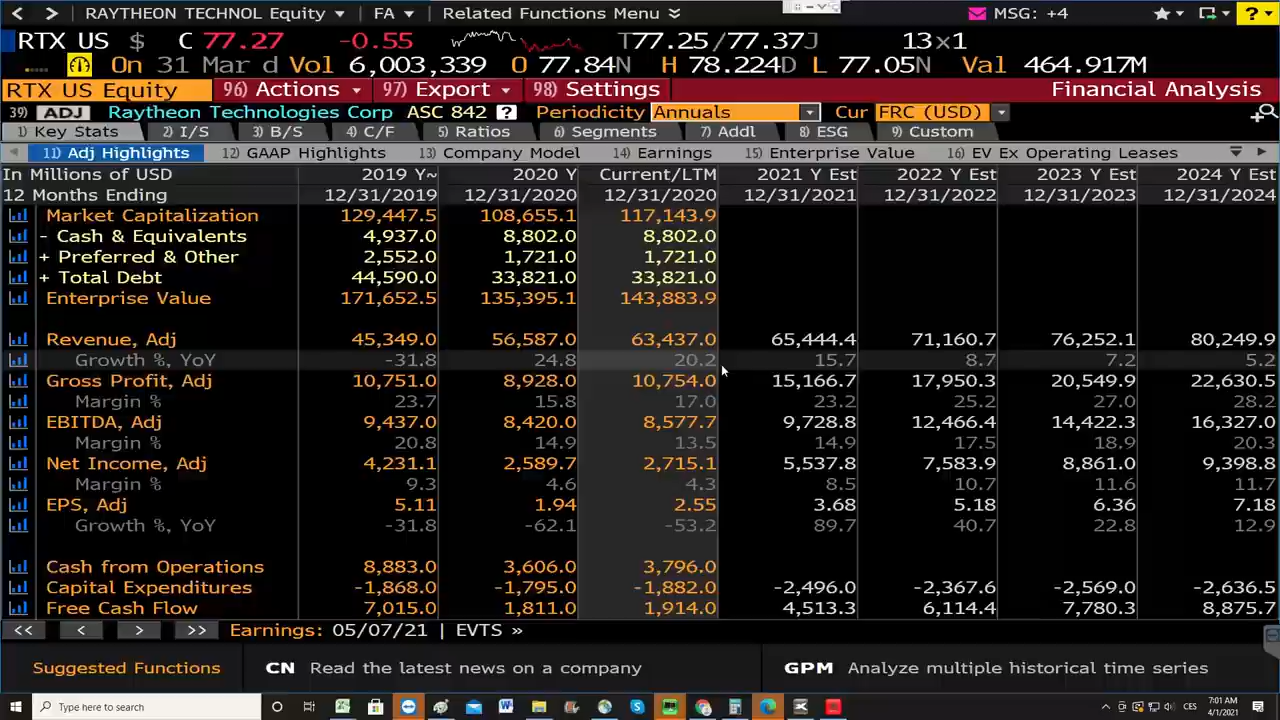 RAYTHEON TECHNOL Equity FA Related Functions Menu MSG: +4 ?
RTX US $ C 77.27 -0.55 T77.25/77.37J 13×1
On 31 Mar d Vol 6,003,339 O 77.84N H 78.224D L 77.05N Val 464.917M
RTX US Equity 96) Actions 97) Export 98) Settings Financial Analysis
39) ADJ Raytheon Technologies Corp ASC 842 ? Periodicity Annuals Cur FRC (USD)
1) Key Stats 2) I/S 3) B/S 4) C/F 5) Ratios 6) Segments 7) Addl 8) ESG 9) Custom
11) Adj Highlights 12) GAAP Highlights 13) Company Model 14) Earnings 15) Enterprise Value 16) EV Ex Operating Leases
In Millions of USD 2019 Y~ 2020 Y Current/LTM 2021 Y Est 2022 Y Est 2023 Y Est 2024 Y Est
12 Months Ending 12/31/2019 12/31/2020 12/31/2020 12/31/2021 12/31/2022 12/31/2023 12/31/2024
Market Capitalization 129,447.5 108,655.1 117,143.9
- Cash & Equivalents 4,937.0 8,802.0 8,802.0
+ Preferred & Other 2,552.0 1,721.0 1,721.0
+ Total Debt 44,590.0 33,821.0 33,821.0
Enterprise Value 171,652.5 135,395.1 143,883.9
Revenue, Adj 45,349.0 56,587.0 63,437.0 65,444.4 71,160.7 76,252.1 80,249.9
Growth %, YoY -31.8 24.8 20.2 15.7 8.7 7.2 5.2
Gross Profit, Adj 10,751.0 8,928.0 10,754.0 15,166.7 17,950.3 20,549.9 22,630.5
Margin % 23.7 15.8 17.0 23.2 25.2 27.0 28.2
EBITDA, Adj 9,437.0 8,420.0 8,577.7 9,728.8 12,466.4 14,422.3 16,327.0
Margin % 20.8 14.9 13.5 14.9 17.5 18.9 20.3
Net Income, Adj 4,231.1 2,589.7 2,715.1 5,537.8 7,583.9 8,861.0 9,398.8
Margin % 9.3 4.6 4.3 8.5 10.7 11.6 11.7
EPS, Adj 5.11 1.94 2.55 3.68 5.18 6.36 7.18
Growth %, YoY -31.8 -62.1 -53.2 89.7 40.7 22.8 12.9
Cash from Operations 8,883.0 3,606.0 3,796.0
Capital Expenditures -1,868.0 -1,795.0 -1,882.0 -2,496.0 -2,367.6 -2,569.0 -2,636.5
Free Cash Flow 7,015.0 1,811.0 1,914.0 4,513.3 6,114.4 7,780.3 8,875.7
<< < > >> Earnings: 05/07/21 | EVTS »
Suggested Functions CN Read the latest news on a company GPM Analyze multiple historical time series
Type here to search CES 7:01 AM
4/1/2021